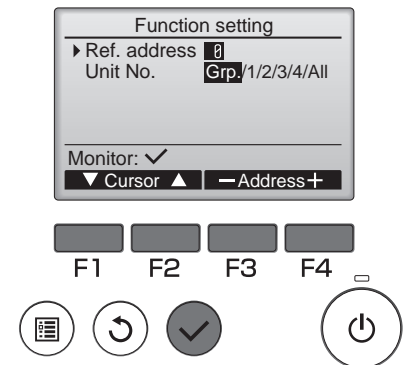 Function setting
Ref. address 0
Unit No. Grp./1/2/3/4/All
Monitor: ✓
▼ Cursor ▲ −Address+
F1 F2 F3 F4